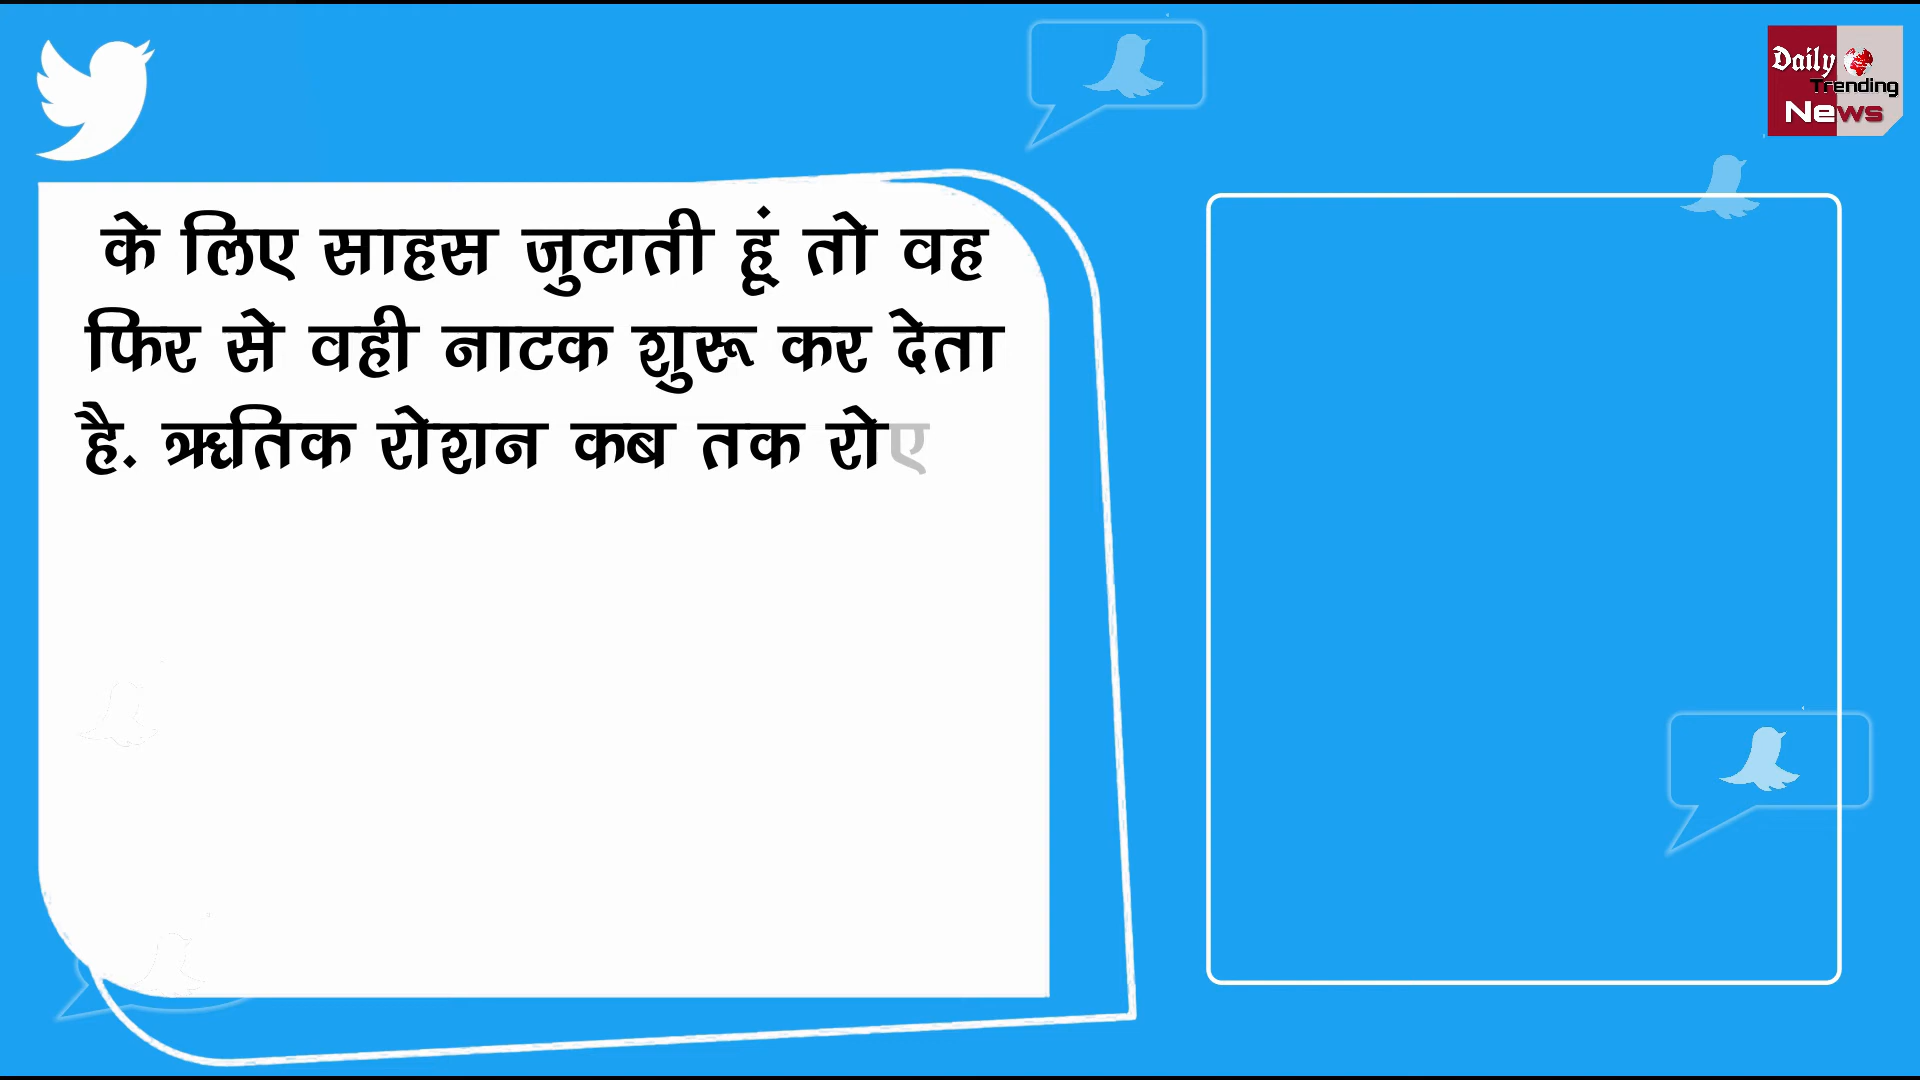 Daily
Trending
News
के लिए साहस जुटाती हूं तो वह
फिर से वही नाटक शुरू कर देता
है. ऋतिक रोशन कब तक रोए